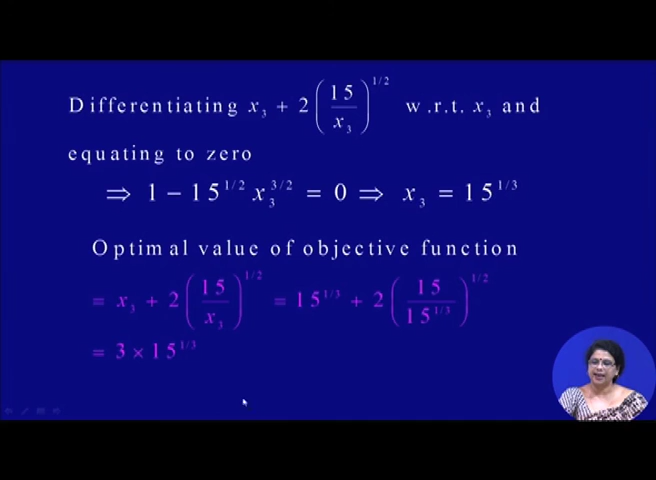 Differentiating x₃ + 2(15/x₃)^{1/2} w.r.t. x₃ and
equating to zero
⇒ 1 − 15^{1/2} x₃^{3/2} = 0 ⇒ x₃ = 15^{1/3}
Optimal value of objective function
= x₃ + 2(15/x₃)^{1/2} = 15^{1/3} + 2(15/15^{1/3})^{1/2}
= 3 × 15^{1/3}